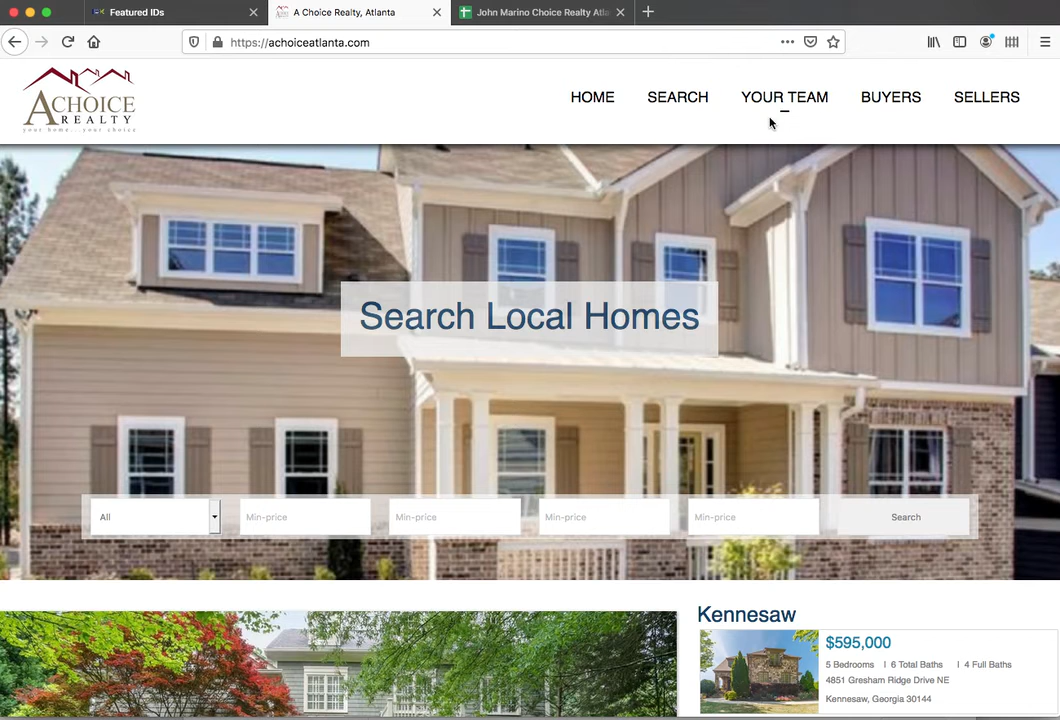 Featured IDs
A Choice Realty, Atlanta
John Marino Choice Realty Atla
https://achoiceatlanta.com
ACHOICE
REALTY
your home...your choice
HOME
SEARCH
YOUR TEAM
BUYERS
SELLERS
Search Local Homes
All
Min-price
Min-price
Min-price
Min-price
Search
Kennesaw
$595,000
5 Bedrooms | 6 Total Baths | 4 Full Baths
4851 Gresham Ridge Drive NE
Kennesaw, Georgia 30144